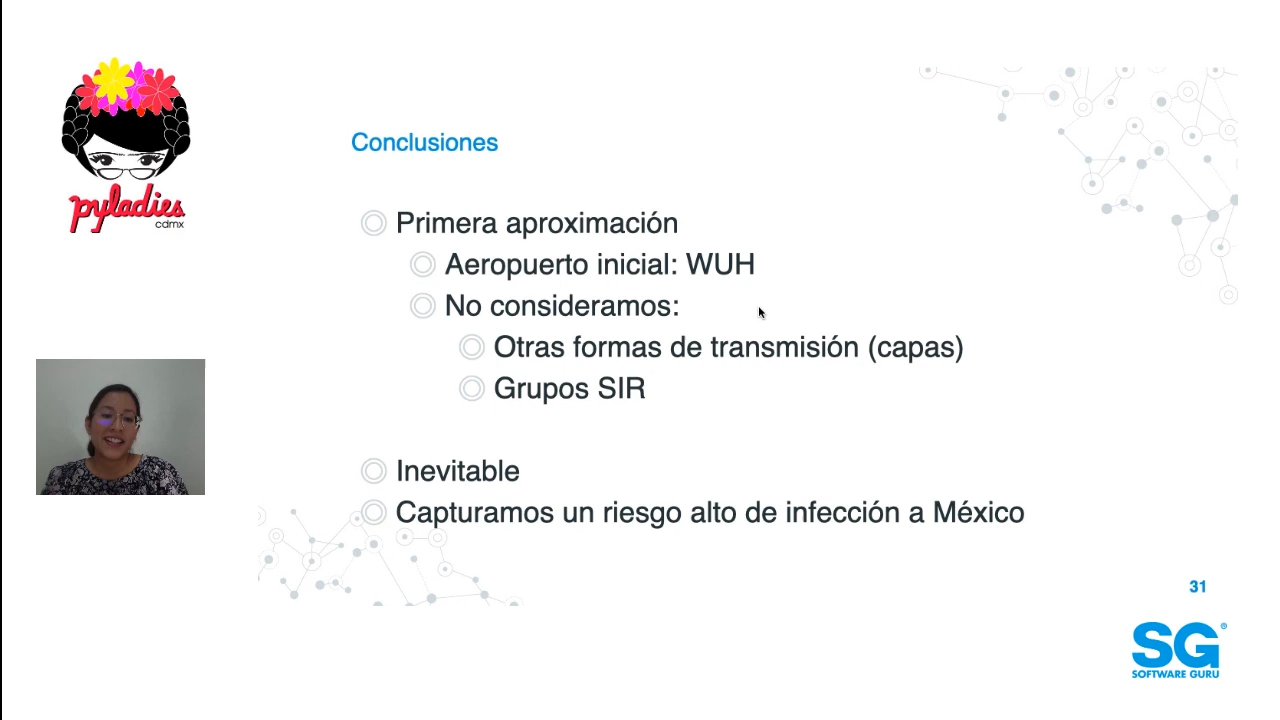 pyladies
cdmx
Conclusiones
Primera aproximación
Aeropuerto inicial: WUH
No consideramos:
Otras formas de transmisión (capas)
Grupos SIR
Inevitable
Capturamos un riesgo alto de infección a México
31
SG®
SOFTWARE GURU